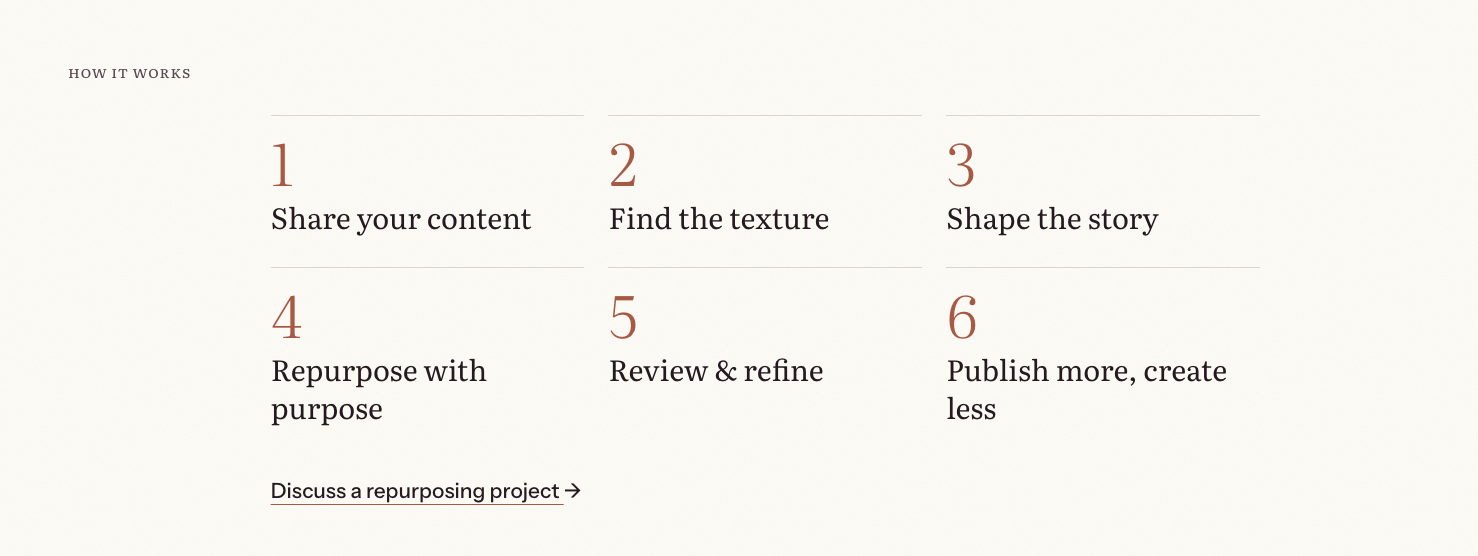 HOW IT WORKS
1
Share your content
2
Find the texture
3
Shape the story
4
Repurpose with
purpose
5
Review & refine
6
Publish more, create
less
Discuss a repurposing project →